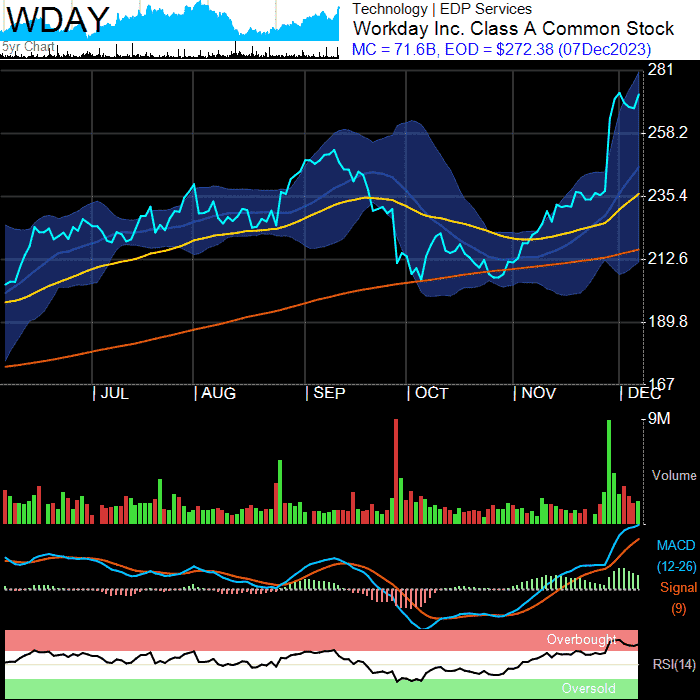 WDAY
5yr Chart
Technology | EDP Services
Workday Inc. Class A Common Stock
MC = 71.6B, EOD = $272.38 (07Dec2023)
281
258.2
235.4
212.6
189.8
167
| JUL | AUG | SEP | OCT | NOV | DEC
9M
Volume
MACD
(12-26)
Signal
(9)
Overbought
RSI(14)
Oversold